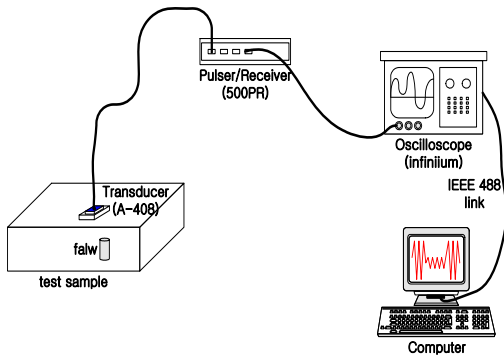 Pulser/Receiver
(500PR)
Oscilloscope
(infiniium)
IEEE 488
link
Transducer
(A-408)
falw
test sample
Computer